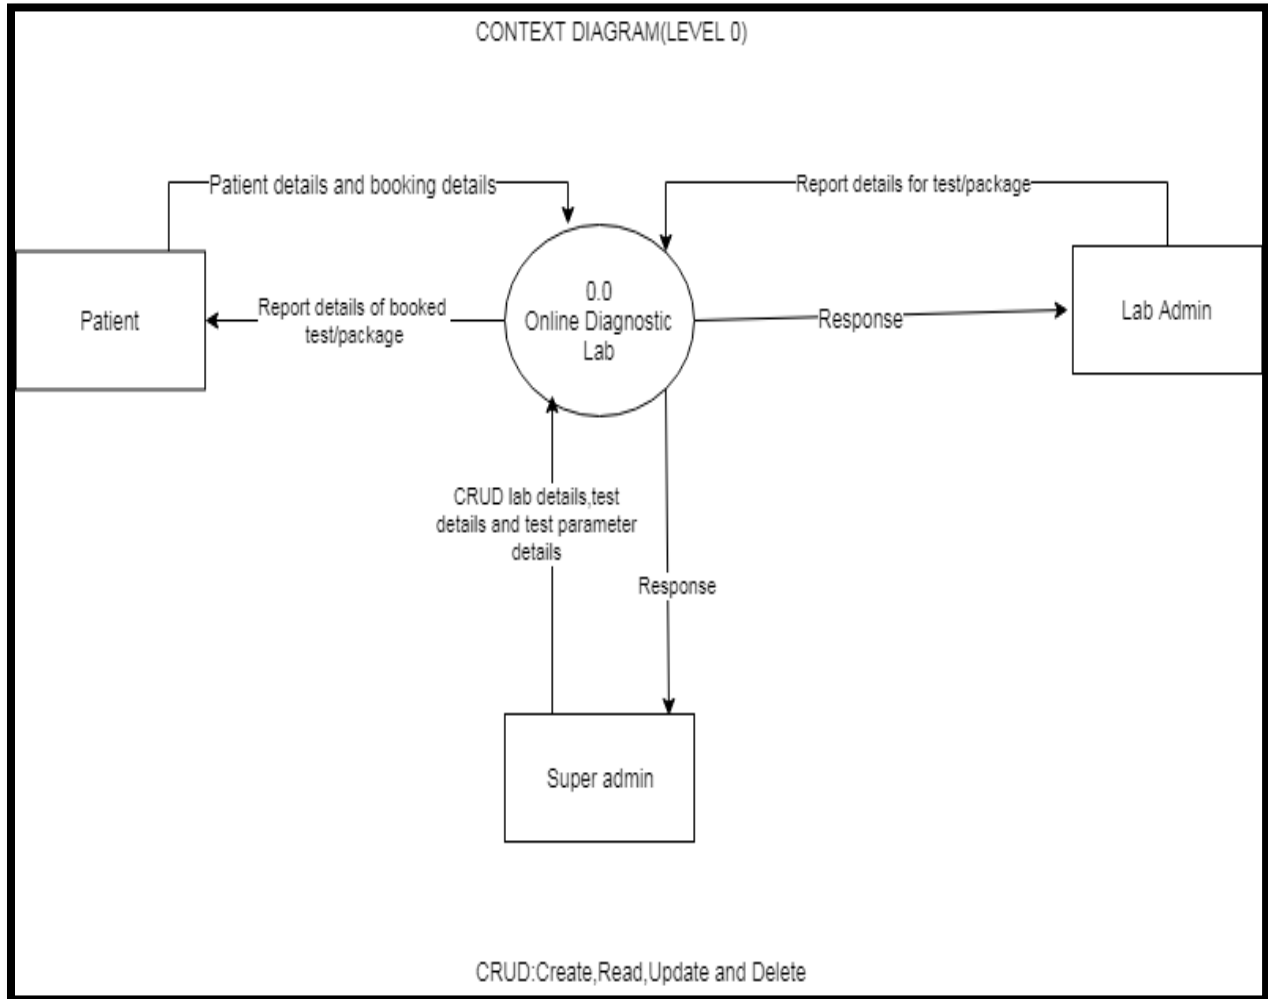 CONTEXT DIAGRAM(LEVEL 0)
Patient details and booking details
Report details for test/package
Patient
Report details of booked
test/package
0.0
Online Diagnostic
Lab
Response
Lab Admin
CRUD lab details,test
details and test parameter
details
Response
Super admin
CRUD:Create,Read,Update and Delete